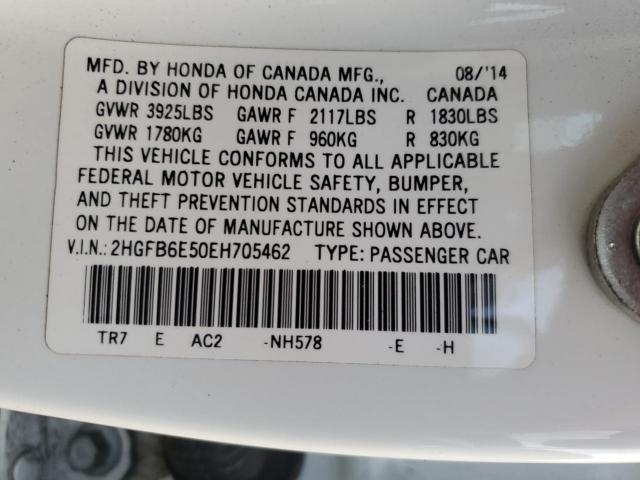 MFD. BY HONDA OF CANADA MFG., 08/'14
A DIVISION OF HONDA CANADA INC. CANADA
GVWR 3925LBS GAWR F 2117LBS R 1830LBS
GVWR 1780KG GAWR F 960KG R 830KG
THIS VEHICLE CONFORMS TO ALL APPLICABLE
FEDERAL MOTOR VEHICLE SAFETY, BUMPER,
AND THEFT PREVENTION STANDARDS IN EFFECT
ON THE DATE OF MANUFACTURE SHOWN ABOVE.
V.I.N.: 2HGFB6E50EH705462 TYPE: PASSENGER CAR
TR7 E AC2 -NH578 -E -H